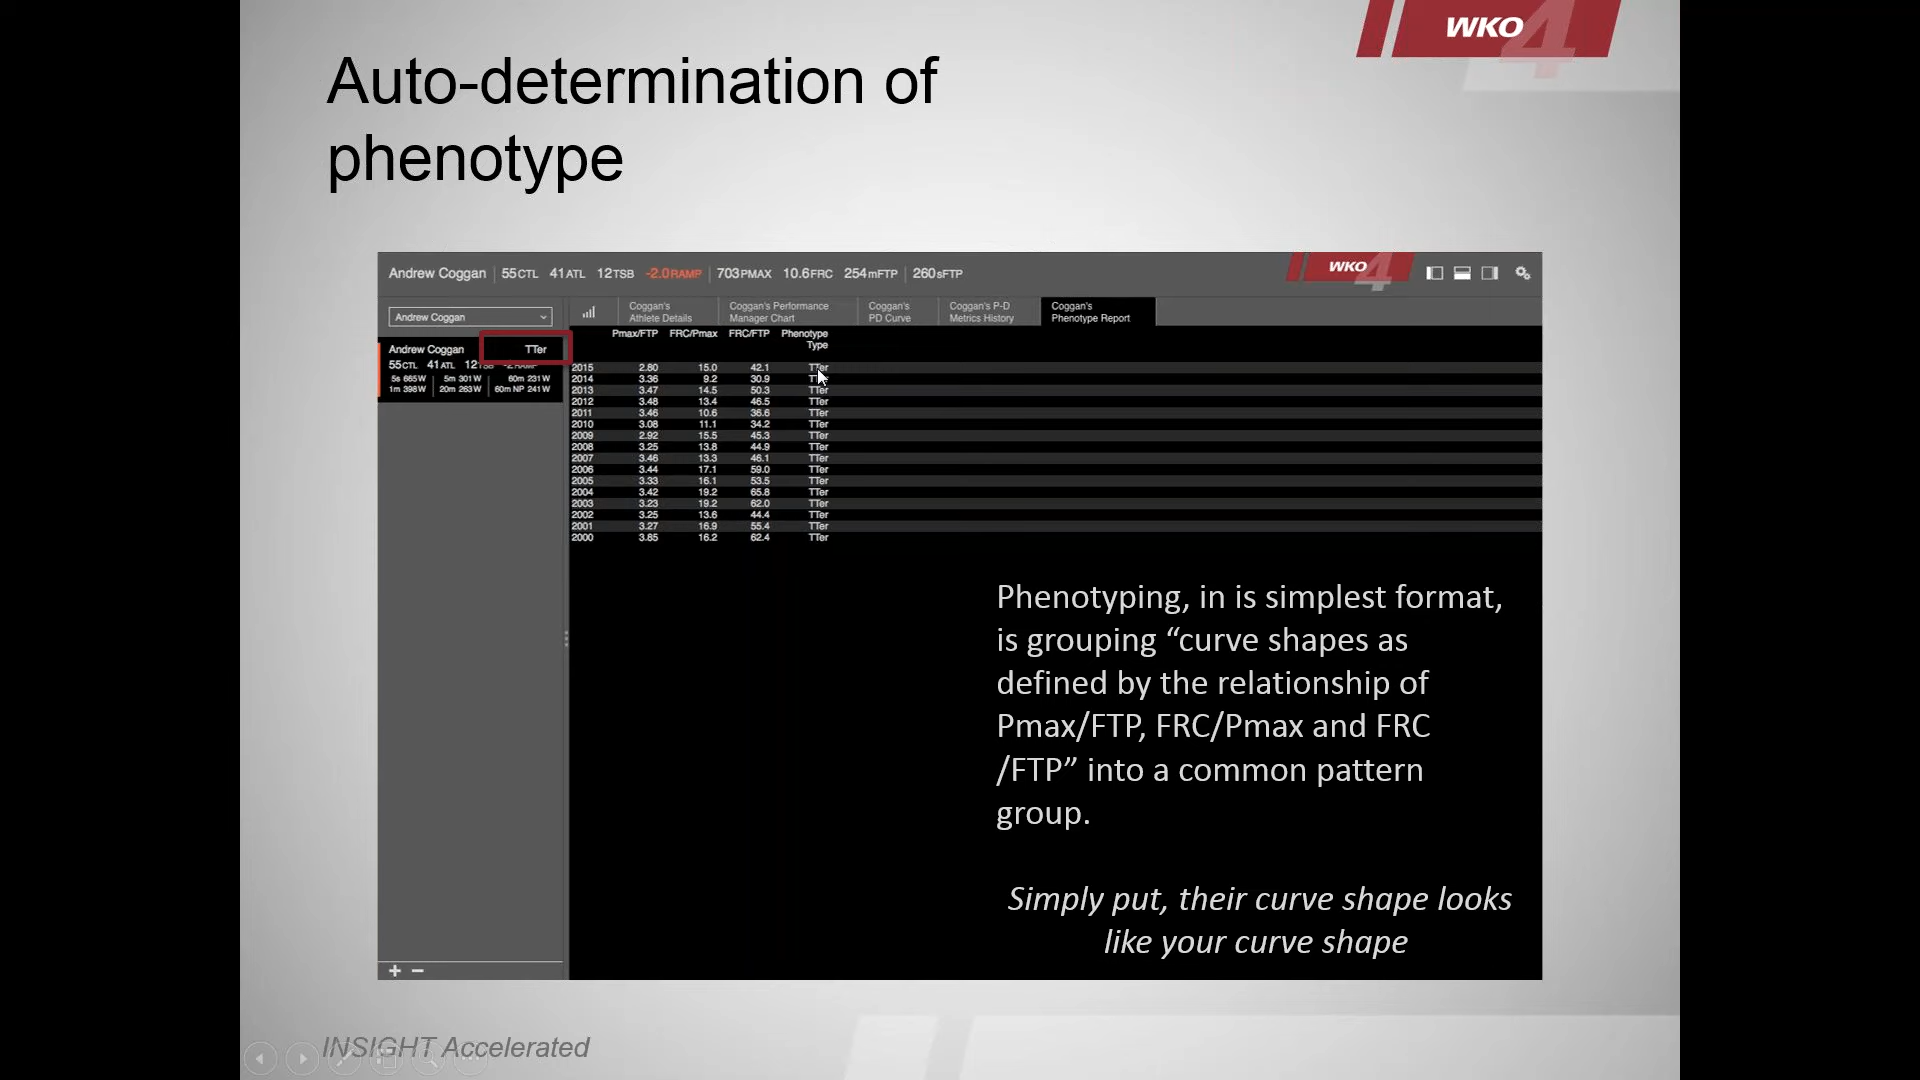 WKO 4
Auto-determination of
phenotype
Andrew Coggan 55CTL 41ATL 12TSB -2.0RAMP 703PMAX 10.6FRC 254mFTP 260sFTP
WKO 4
Andrew Coggan
Coggan's Athlete Details
Coggan's Performance Manager Chart
Coggan's PD Curve
Coggan's P-D Metrics History
Coggan's Phenotype Report
Andrew Coggan TTer
55CTL 41ATL
5s 665W 5m 301W 60m 231W
1m 398W 20m 263W 60m NP 241W
Pmax/FTP FRC/Pmax FRC/FTP Phenotype
Type
2015 2.80 15.0 42.1 TTer
2014 3.36 9.2 30.9 TTer
2013 3.47 14.5 50.3 TTer
2012 3.48 13.4 46.5 TTer
2011 3.46 10.6 36.6 TTer
2010 3.08 11.1 34.2 TTer
2009 2.92 15.5 45.3 TTer
2008 3.25 13.8 44.9 TTer
2007 3.46 13.3 46.1 TTer
2006 3.44 17.1 59.0 TTer
2005 3.33 16.1 53.5 TTer
2004 3.42 19.2 65.8 TTer
2003 3.23 19.2 62.0 TTer
2002 3.25 13.6 44.4 TTer
2001 3.27 16.9 55.4 TTer
2000 3.85 16.2 62.4 TTer
Phenotyping, in is simplest format,
is grouping “curve shapes as
defined by the relationship of
Pmax/FTP, FRC/Pmax and FRC
/FTP” into a common pattern
group.
Simply put, their curve shape looks
like your curve shape
INSIGHT Accelerated